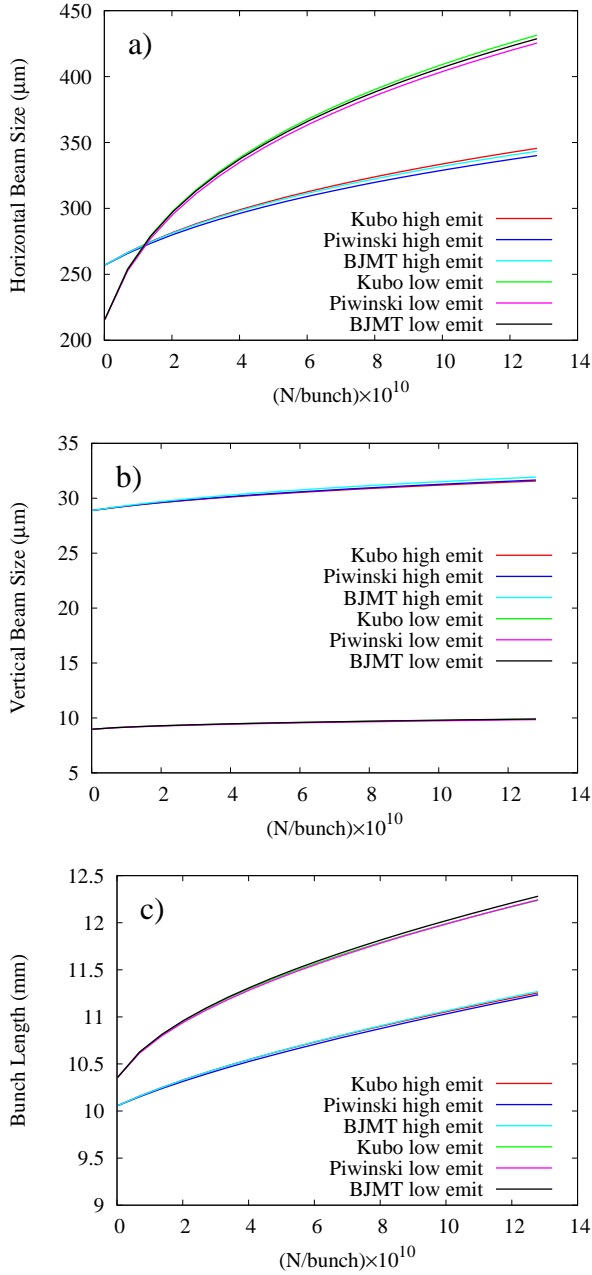 a)
450
400
350
300
250
200
Horizontal Beam Size (μm)
Kubo high emit
Piwinski high emit
BJMT high emit
Kubo low emit
Piwinski low emit
BJMT low emit
0 2 4 6 8 10 12 14
(N/bunch)×10¹⁰
b)
35
30
25
20
15
10
5
Vertical Beam Size (μm)
Kubo high emit
Piwinski high emit
BJMT high emit
Kubo low emit
Piwinski low emit
BJMT low emit
0 2 4 6 8 10 12 14
(N/bunch)×10¹⁰
c)
12.5
12
11.5
11
10.5
10
9.5
9
Bunch Length (mm)
Kubo high emit
Piwinski high emit
BJMT high emit
Kubo low emit
Piwinski low emit
BJMT low emit
0 2 4 6 8 10 12 14
(N/bunch)×10¹⁰